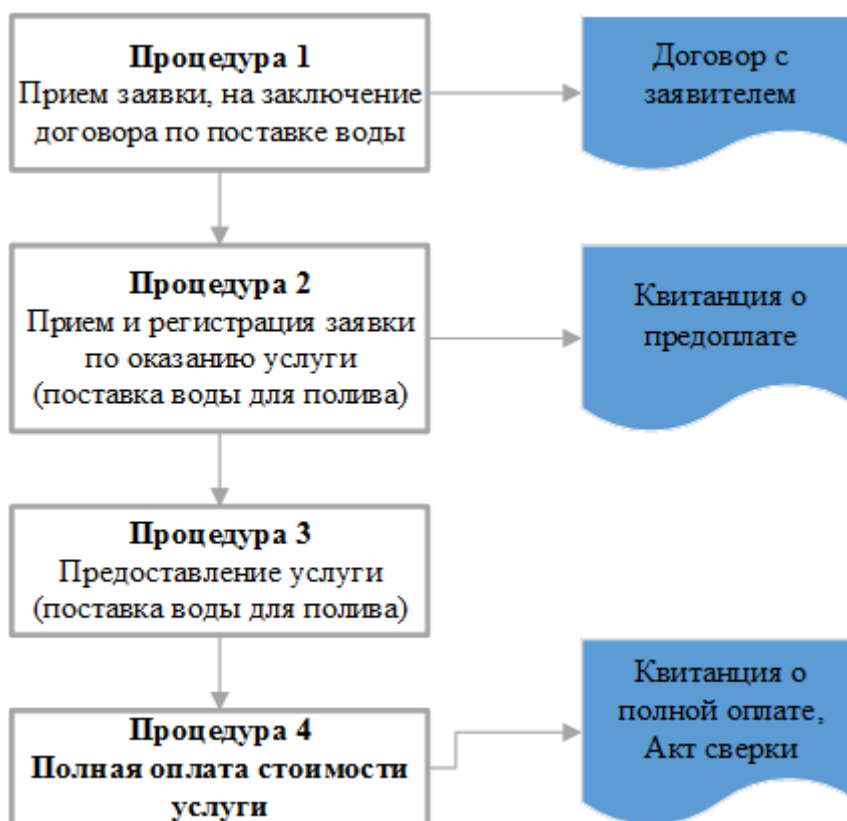 Процедура 1
Прием заявки, на заключение
договора по поставке воды
Договор с
заявителем
Процедура 2
Прием и регистрация заявки
по оказанию услуги
(поставка воды для полива)
Квитанция о
предоплате
Процедура 3
Предоставление услуги
(поставка воды для полива)
Процедура 4
Полная оплата стоимости
услуги
Квитанция о
полной оплате,
Акт сверки